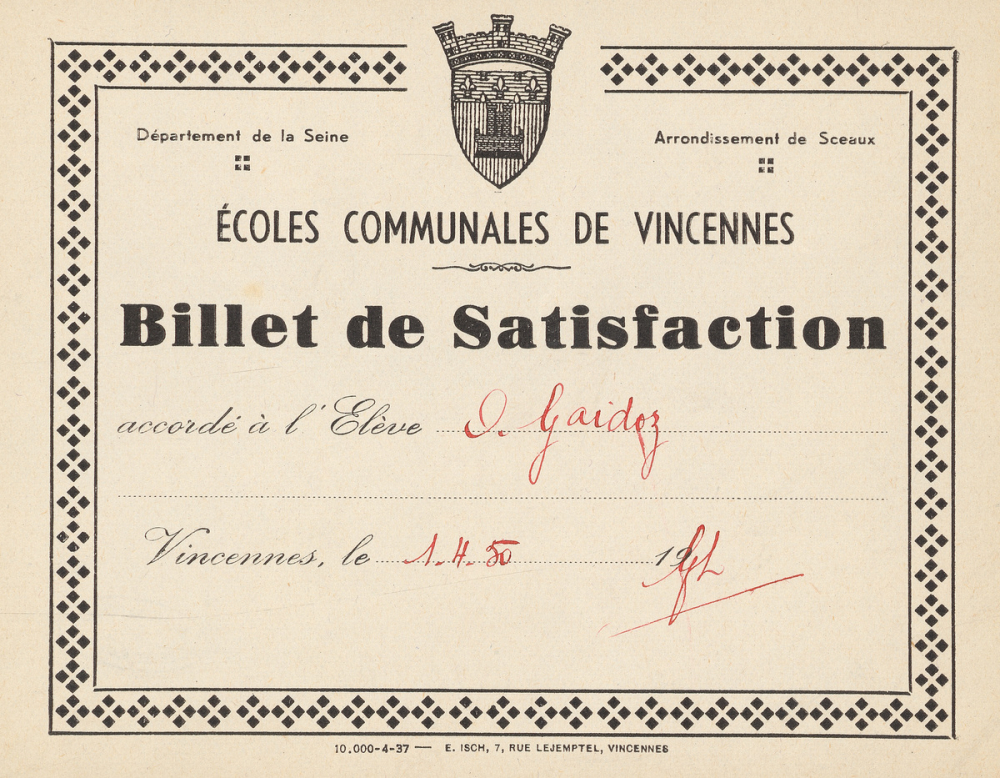 Département de la Seine
Arrondissement de Sceaux
ÉCOLES COMMUNALES DE VINCENNES
Billet de Satisfaction
accordé à l'Elève Gaidoz
Vincennes, le 1.4.50 19
10.000-4-37 — E. ISCH, 7, RUE LEJEMPTEL, VINCENNES